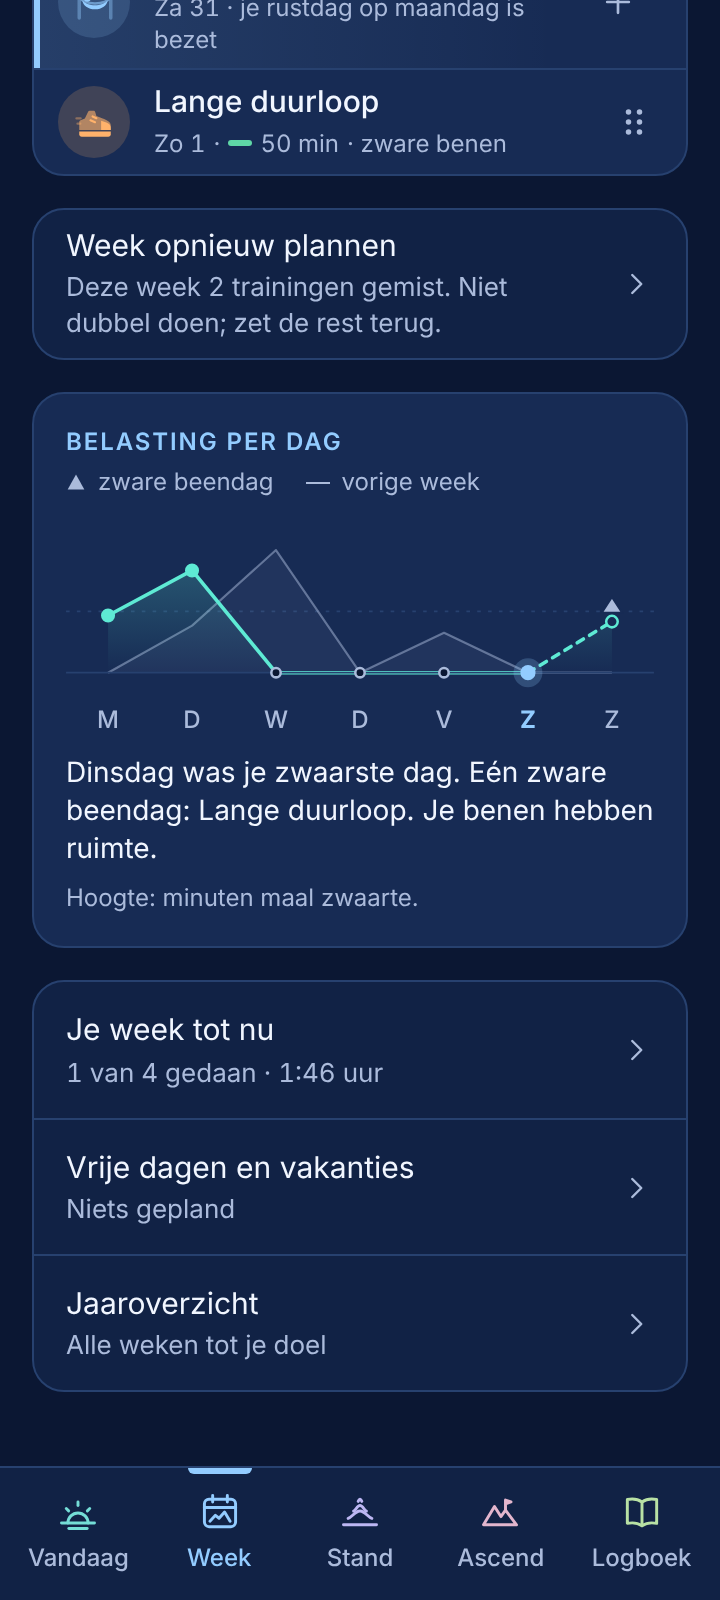 Za 31 · je rustdag op maandag is
bezet
Lange duurloop
Zo 1 · 50 min · zware benen
Week opnieuw plannen
Deze week 2 trainingen gemist. Niet
dubbel doen; zet de rest terug.
BELASTING PER DAG
zware beendag
vorige week
M D W D V Z Z
Dinsdag was je zwaarste dag. Eén zware
beendag: Lange duurloop. Je benen hebben
ruimte.
Hoogte: minuten maal zwaarte.
Je week tot nu
1 van 4 gedaan · 1:46 uur
Vrije dagen en vakanties
Niets gepland
Jaaroverzicht
Alle weken tot je doel
Vandaag Week Stand Ascend Logboek